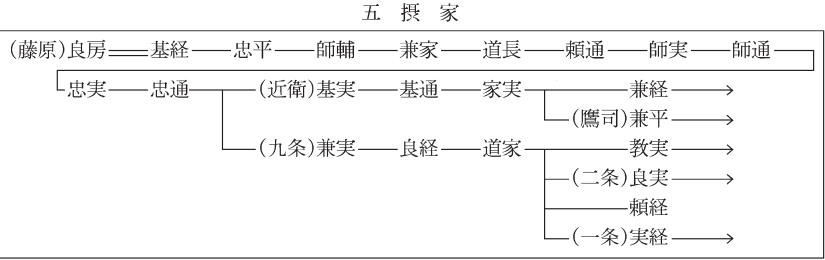 五摂家
(藤原)良房 基経 忠平 師輔 兼家 道長 頼通 師実 師通
忠実 忠通 (近衛)基実 基通 家実 兼経
(鷹司)兼平
(九条)兼実 良経 道家 教実
(二条)良実
頼経
(一条)実経